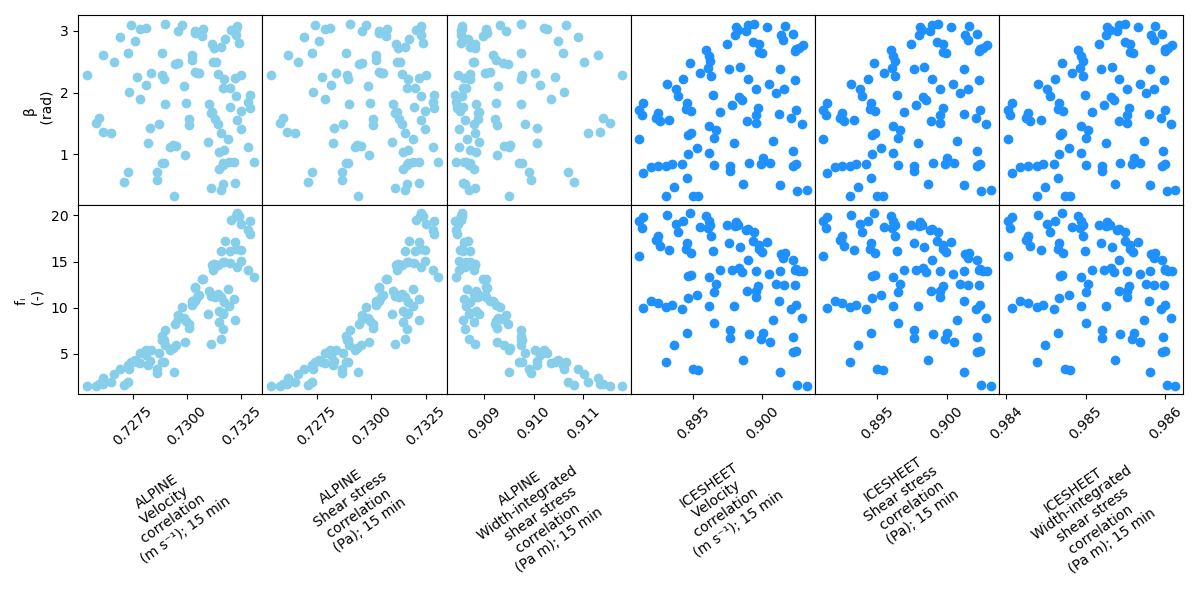 3
2
1
β
(rad)
20
15
10
5
fᵢ
(-)
0.7275
0.7300
0.7325
0.7275
0.7300
0.7325
0.909
0.910
0.911
0.895
0.900
0.895
0.900
0.984
0.985
0.986
ALPINE
Velocity
correlation
(m s⁻¹); 15 min
ALPINE
Shear stress
correlation
(Pa); 15 min
ALPINE
Width-integrated
shear stress
correlation
(Pa m); 15 min
ICESHEET
Velocity
correlation
(m s⁻¹); 15 min
ICESHEET
Shear stress
correlation
(Pa); 15 min
ICESHEET
Width-integrated
shear stress
correlation
(Pa m); 15 min